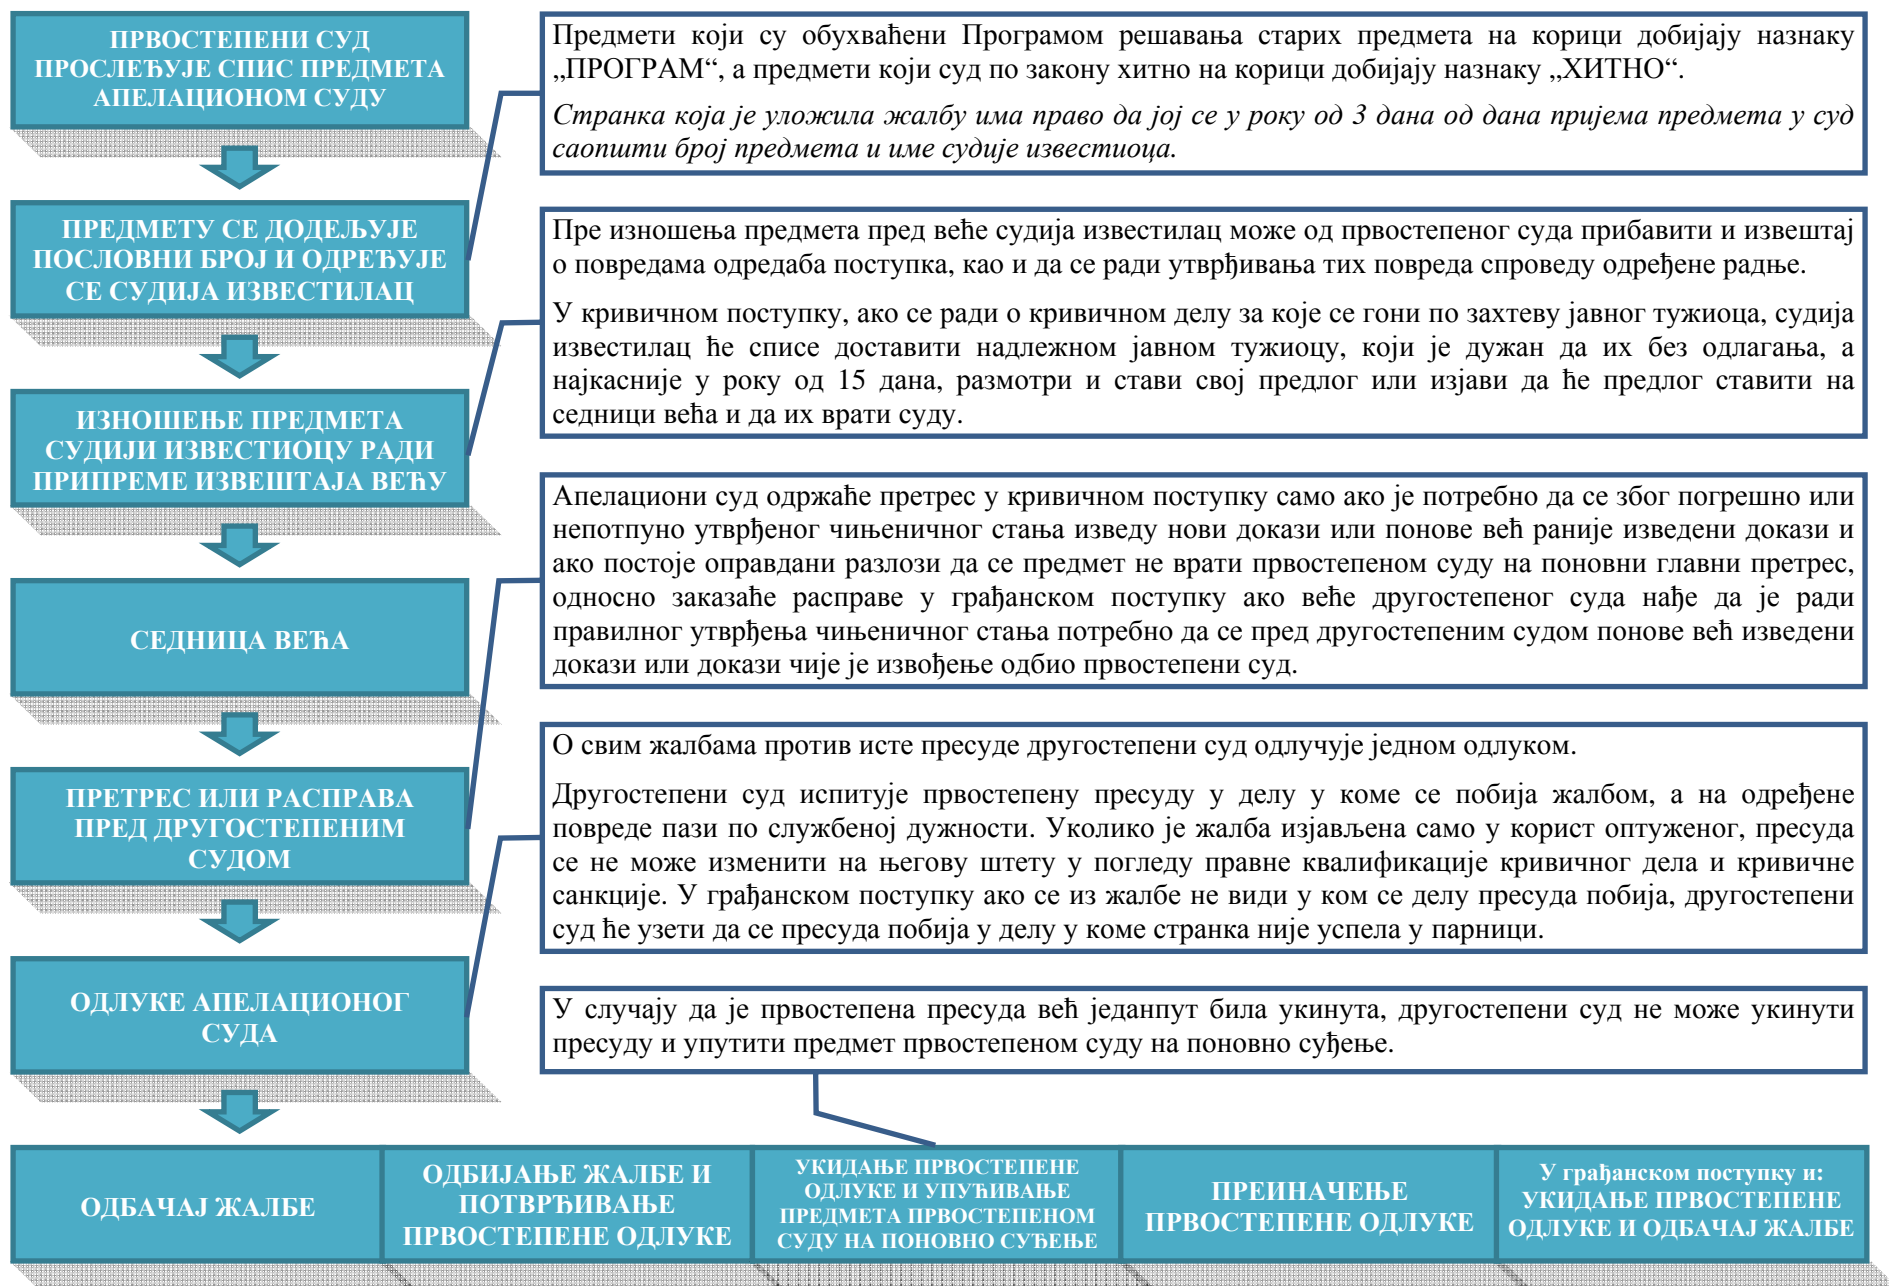 ПРВОСТЕПЕНИ СУД
ПРОСЛЕЂУЈЕ СПИС ПРЕДМЕТА
АПЕЛАЦИОНОМ СУДУ
Предмети који су обухваћени Програмом решавања старих предмета на корици добијају назнаку
„ПРОГРАМ“, а предмети који суд по закону хитно на корици добијају назнаку „ХИТНО“.
Странка која је уложила жалбу има право да јој се у року од 3 дана од дана пријема предмета у суд
саопшти број предмета и име судије известиоца.
ПРЕДМЕТУ СЕ ДОДЕЉУЈЕ
ПОСЛОВНИ БРОЈ И ОДРЕЂУЈЕ
СЕ СУДИЈА ИЗВЕСТИЛАЦ
Пре изношења предмета пред веће судија известилац може од првостепеног суда прибавити и извештај
о повредама одредаба поступка, као и да се ради утврђивања тих повреда спроведу одређене радње.
У кривичном поступку, ако се ради о кривичном делу за које се гони по захтеву јавног тужиоца, судија
известилац ће списе доставити надлежном јавном тужиоцу, који је дужан да их без одлагања, а
најкасније у року од 15 дана, размотри и стави свој предлог или изјави да ће предлог ставити на
седници већа и да их врати суду.
ИЗНОШЕЊЕ ПРЕДМЕТА
СУДИЈИ ИЗВЕСТИОЦУ РАДИ
ПРИПРЕМЕ ИЗВЕШТАЈА ВЕЋУ
Апелациони суд одржаће претрес у кривичном поступку само ако је потребно да се због погрешно или
непотпуно утврђеног чињеничног стања изведу нови докази или понове већ раније изведени докази и
ако постоје оправдани разлози да се предмет не врати првостепеном суду на поновни главни претрес,
односно заказаће расправе у грађанском поступку ако веће другостепеног суда нађе да је ради
правилног утврђења чињеничног стања потребно да се пред другостепеним судом понове већ изведени
докази или докази чије је извођење одбио првостепени суд.
СЕДНИЦА ВЕЋА
О свим жалбама против исте пресуде другостепени суд одлучује једном одлуком.
Другостепени суд испитује првостепену пресуду у делу у коме се побија жалбом, а на одређене
повреде пази по службеној дужности. Уколико је жалба изјављена само у корист оптуженог, пресуда
се не може изменити на његову штету у погледу правне квалификације кривичног дела и кривичне
санкције. У грађанском поступку ако се из жалбе не види у ком се делу пресуда побија, другостепени
суд ће узети да се пресуда побија у делу у коме странка није успела у парници.
ПРЕТРЕС ИЛИ РАСПРАВА
ПРЕД ДРУГОСТЕПЕНИМ
СУДОМ
ОДЛУКЕ АПЕЛАЦИОНОГ
СУДА
У случају да је првостепена пресуда већ једанпут била укинута, другостепени суд не може укинути
пресуду и упутити предмет првостепеном суду на поновно суђење.
ОДБАЧАЈ ЖАЛБЕ
ОДБИЈАЊЕ ЖАЛБЕ И
ПОТВРЂИВАЊЕ
ПРВОСТЕПЕНЕ ОДЛУКЕ
УКИДАЊЕ ПРВОСТЕПЕНЕ
ОДЛУКЕ И УПУЋИВАЊЕ
ПРЕДМЕТА ПРВОСТЕПЕНОМ
СУДУ НА ПОНОВНО СУЂЕЊЕ
ПРЕИНАЧЕЊЕ
ПРВОСТЕПЕНЕ ОДЛУКЕ
У грађанском поступку и:
УКИДАЊЕ ПРВОСТЕПЕНЕ
ОДЛУКЕ И ОДБАЧАЈ ЖАЛБЕ